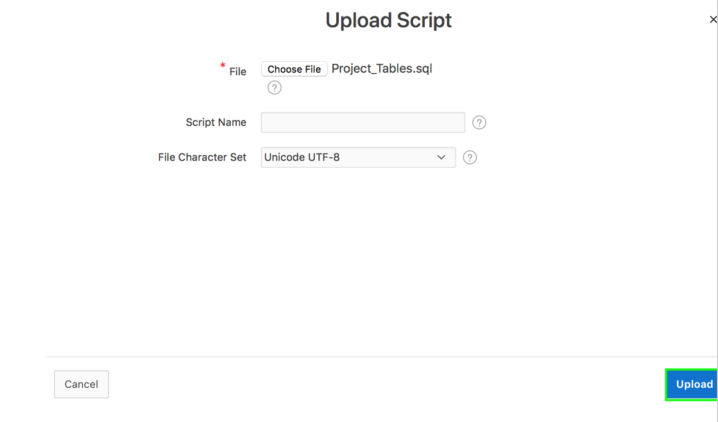 Upload Script
×
* File Choose File Project_Tables.sql
?
Script Name ?
File Character Set Unicode UTF-8 ?
Cancel Upload